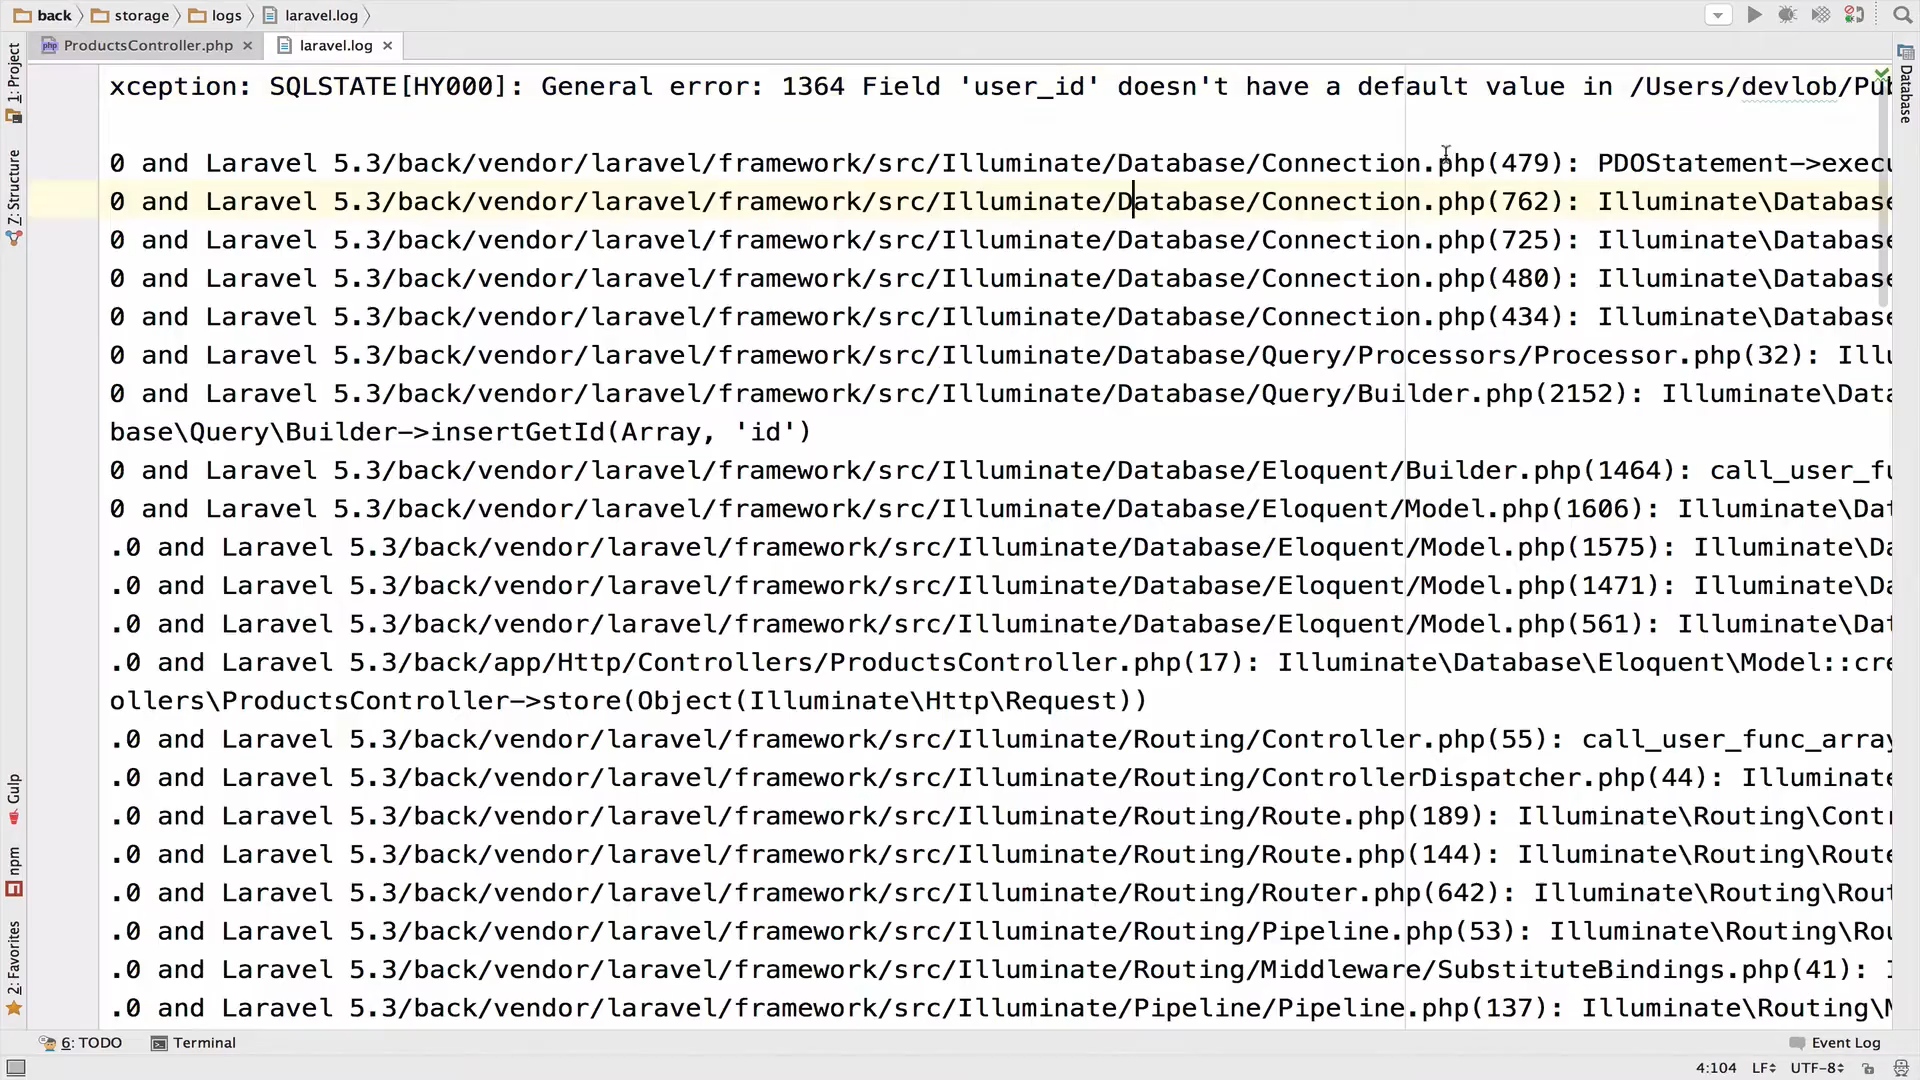 back storage logs laravel.log
ProductsController.php laravel.log
xception: SQLSTATE[HY000]: General error: 1364 Field 'user_id' doesn't have a default value in /Users/devlob/Pub
0 and Laravel 5.3/back/vendor/laravel/framework/src/Illuminate/Database/Connection.php(479): PDOStatement->execu
0 and Laravel 5.3/back/vendor/laravel/framework/src/Illuminate/Database/Connection.php(762): Illuminate\Database
0 and Laravel 5.3/back/vendor/laravel/framework/src/Illuminate/Database/Connection.php(725): Illuminate\Database
0 and Laravel 5.3/back/vendor/laravel/framework/src/Illuminate/Database/Connection.php(480): Illuminate\Database
0 and Laravel 5.3/back/vendor/laravel/framework/src/Illuminate/Database/Connection.php(434): Illuminate\Database
0 and Laravel 5.3/back/vendor/laravel/framework/src/Illuminate/Database/Query/Processors/Processor.php(32): Illu
0 and Laravel 5.3/back/vendor/laravel/framework/src/Illuminate/Database/Query/Builder.php(2152): Illuminate\Data
base\Query\Builder->insertGetId(Array, 'id')
0 and Laravel 5.3/back/vendor/laravel/framework/src/Illuminate/Database/Eloquent/Builder.php(1464): call_user_fu
0 and Laravel 5.3/back/vendor/laravel/framework/src/Illuminate/Database/Eloquent/Model.php(1606): Illuminate\Dat
.0 and Laravel 5.3/back/vendor/laravel/framework/src/Illuminate/Database/Eloquent/Model.php(1575): Illuminate\Da
.0 and Laravel 5.3/back/vendor/laravel/framework/src/Illuminate/Database/Eloquent/Model.php(1471): Illuminate\Da
.0 and Laravel 5.3/back/vendor/laravel/framework/src/Illuminate/Database/Eloquent/Model.php(561): Illuminate\Dat
.0 and Laravel 5.3/back/app/Http/Controllers/ProductsController.php(17): Illuminate\Database\Eloquent\Model::cre
ollers\ProductsController->store(Object(Illuminate\Http\Request))
.0 and Laravel 5.3/back/vendor/laravel/framework/src/Illuminate/Routing/Controller.php(55): call_user_func_array
.0 and Laravel 5.3/back/vendor/laravel/framework/src/Illuminate/Routing/ControllerDispatcher.php(44): Illuminate
.0 and Laravel 5.3/back/vendor/laravel/framework/src/Illuminate/Routing/Route.php(189): Illuminate\Routing\Contr
.0 and Laravel 5.3/back/vendor/laravel/framework/src/Illuminate/Routing/Route.php(144): Illuminate\Routing\Route
.0 and Laravel 5.3/back/vendor/laravel/framework/src/Illuminate/Routing/Router.php(642): Illuminate\Routing\Rout
.0 and Laravel 5.3/back/vendor/laravel/framework/src/Illuminate/Routing/Pipeline.php(53): Illuminate\Routing\Rou
.0 and Laravel 5.3/back/vendor/laravel/framework/src/Illuminate/Routing/Middleware/SubstituteBindings.php(41): I
.0 and Laravel 5.3/back/vendor/laravel/framework/src/Illuminate/Pipeline/Pipeline.php(137): Illuminate\Routing\M
1: Project
7: Structure
Gulp
npm
2: Favorites
Database
6: TODO Terminal Event Log
4:104 LF UTF-8